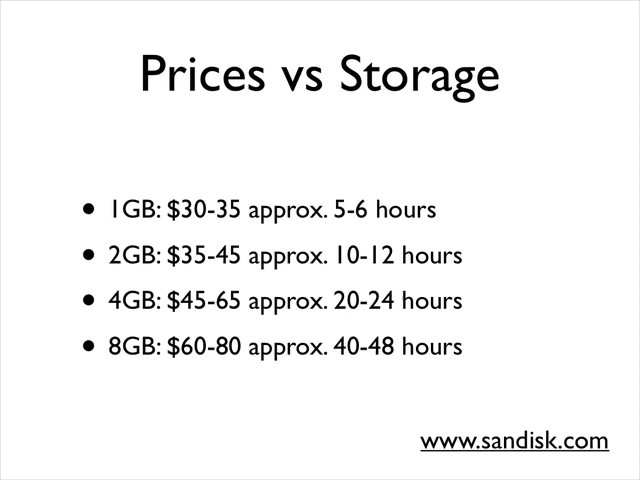 Prices vs Storage
• 1GB: $30-35 approx. 5-6 hours
• 2GB: $35-45 approx. 10-12 hours
• 4GB: $45-65 approx. 20-24 hours
• 8GB: $60-80 approx. 40-48 hours
www.sandisk.com